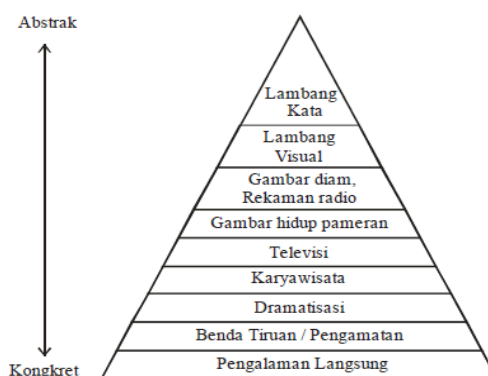 Abstrak
Lambang
Kata
Lambang
Visual
Gambar diam,
Rekaman radio
Gambar hidup pameran
Televisi
Karyawisata
Dramatisasi
Benda Tiruan / Pengamatan
Pengalaman Langsung
Kongkret